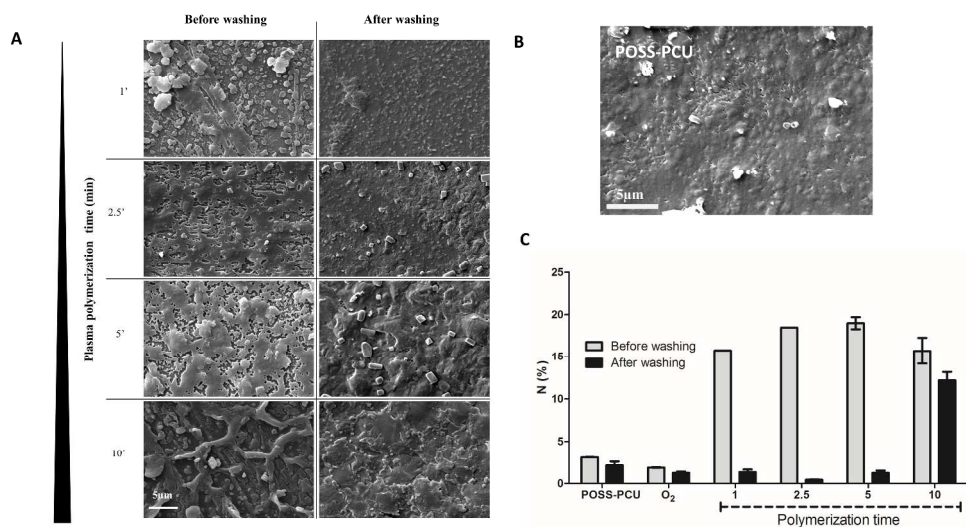 Before washing
After washing
A
Plasma polymerization time (min)
1'
2.5'
5'
10'
5μm
B
POSS-PCU
5μm
C
N (%)
25
20
15
10
5
0
Before washing
After washing
POSS-PCU
O₂
1
2.5
5
10
Polymerization time